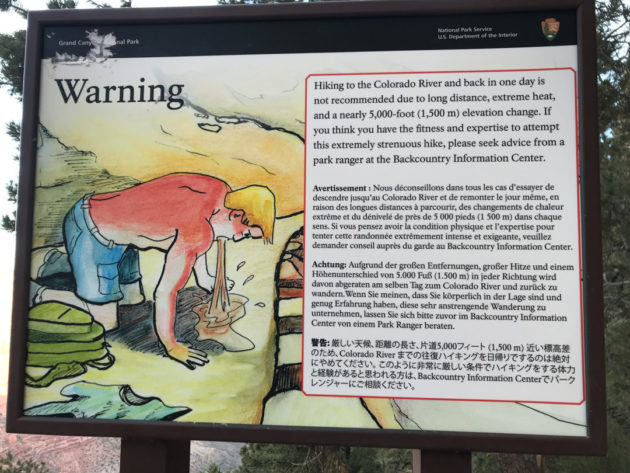 Grand Canyon National Park
National Park Service
U.S. Department of the Interior
Warning
Hiking to the Colorado River and back in one day is
not recommended due to long distance, extreme heat,
and a nearly 5,000-foot (1,500 m) elevation change. If
you think you have the fitness and expertise to attempt
this extremely strenuous hike, please seek advice from a
park ranger at the Backcountry Information Center.
Avertissement : Nous déconseillons dans tous les cas d'essayer de
descendre jusqu'au Colorado River et de remonter le jour même, en
raison des longues distances à parcourir, des changements de chaleur
extrême et du dénivelé de près de 5 000 pieds (1 500 m) dans chaque
sens. Si vous pensez avoir la condition physique et l'expertise pour
tenter cette randonnée extrêmement intense et exigeante, veuillez
demander conseil auprès du garde au Backcountry Information Center.
Achtung: Aufgrund der großen Entfernungen, großer Hitze und einem
Höhenunterschied von 5.000 Fuß (1.500 m) in jeder Richtung wird
davon abgeraten am selben Tag zum Colorado River und zurück zu
wandern. Wenn Sie meinen, dass Sie körperlich in der Lage sind und
genug Erfahrung haben, diese sehr anstrengende Wanderung zu
unternehmen, lassen Sie sich bitte zuvor im Backcountry Information
Center von einem Park Ranger beraten.
警告: 厳しい天候、距離の長さ、片道5,000フィート (1,500 m) 近い標高差
のため、Colorado River までの往復ハイキングを日帰りでするのは絶対
にやめてください。このように非常に厳しい条件でハイキングをする体力
と経験があると思われる方は、Backcountry Information Centerでパーク
レンジャーにご相談ください。